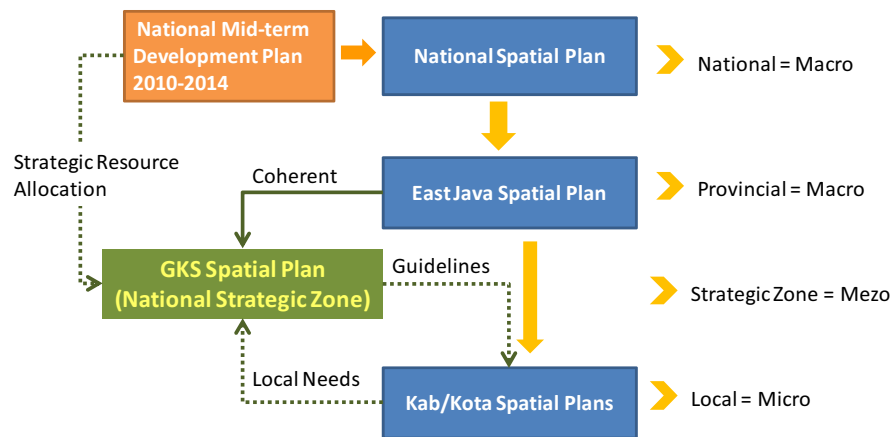 National Mid-term
Development Plan
2010-2014
National Spatial Plan
National = Macro
Strategic Resource
Allocation
Coherent
East Java Spatial Plan
Provincial = Macro
GKS Spatial Plan
(National Strategic Zone)
Guidelines
Strategic Zone = Mezo
Local Needs
Kab/Kota Spatial Plans
Local = Micro